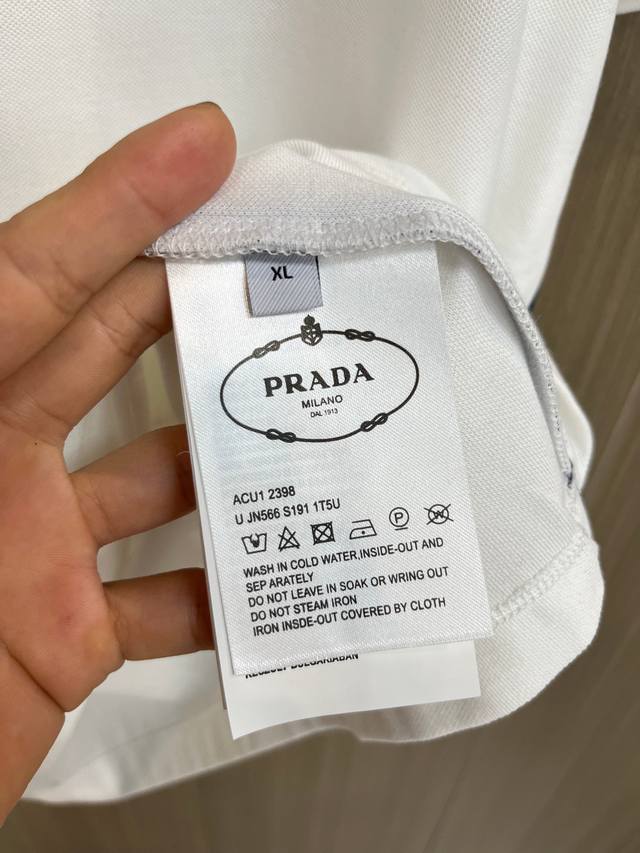 XL
PRADA
MILANO
DAL 1913
ACU1 2398
U JN566 S191 1T5U
P
W
WASH IN COLD WATER,INSIDE-OUT AND
SEP ARATELY
DO NOT LEAVE IN SOAK OR WRING OUT
DO NOT STEAM IRON
IRON INSDE-OUT COVERED BY CLOTH